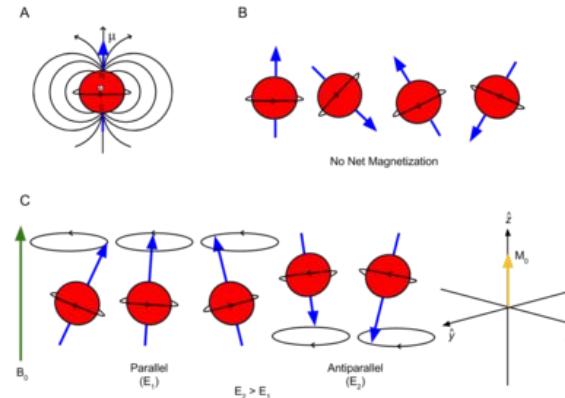 A
B
μ
No Net Magnetization
C
ẑ
M₀
ŷ
B₀
Parallel
(E₁)
Antiparallel
(E₂)
E₂ > E₁